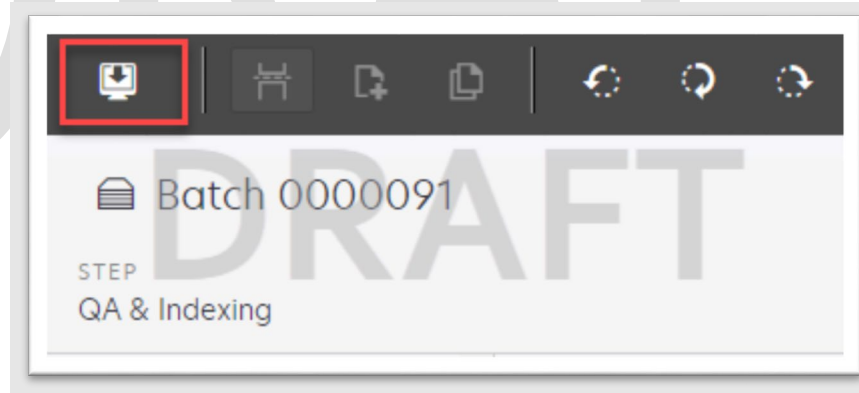 Batch 0000091
DRAFT
STEP
QA & Indexing